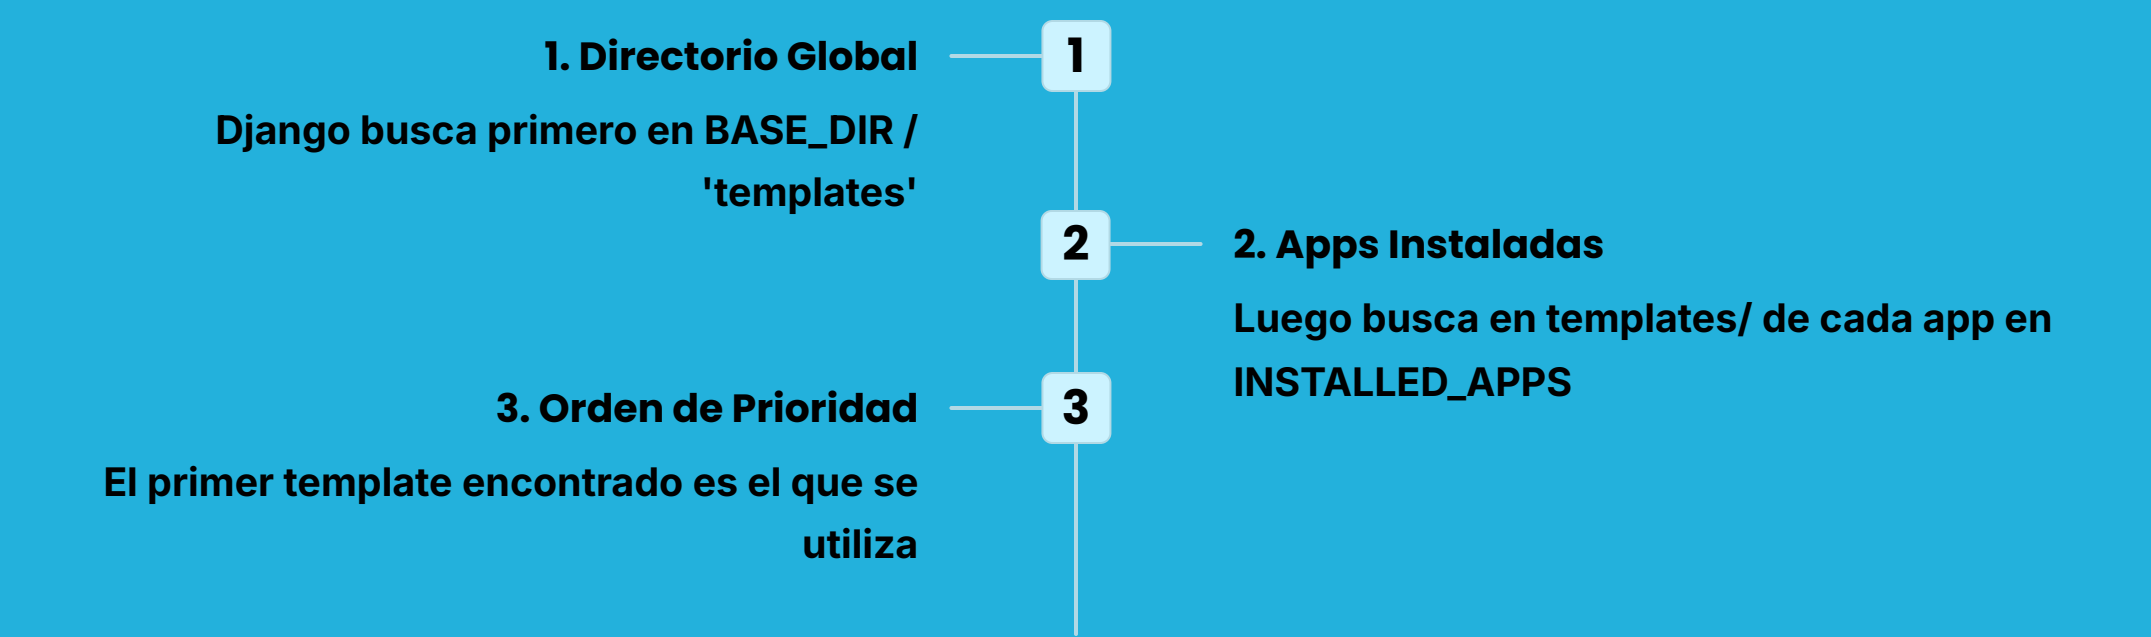 1. Directorio Global
1
Django busca primero en BASE_DIR /
'templates'
2
2. Apps Instaladas
Luego busca en templates/ de cada app en
INSTALLED_APPS
3. Orden de Prioridad
3
El primer template encontrado es el que se
utiliza